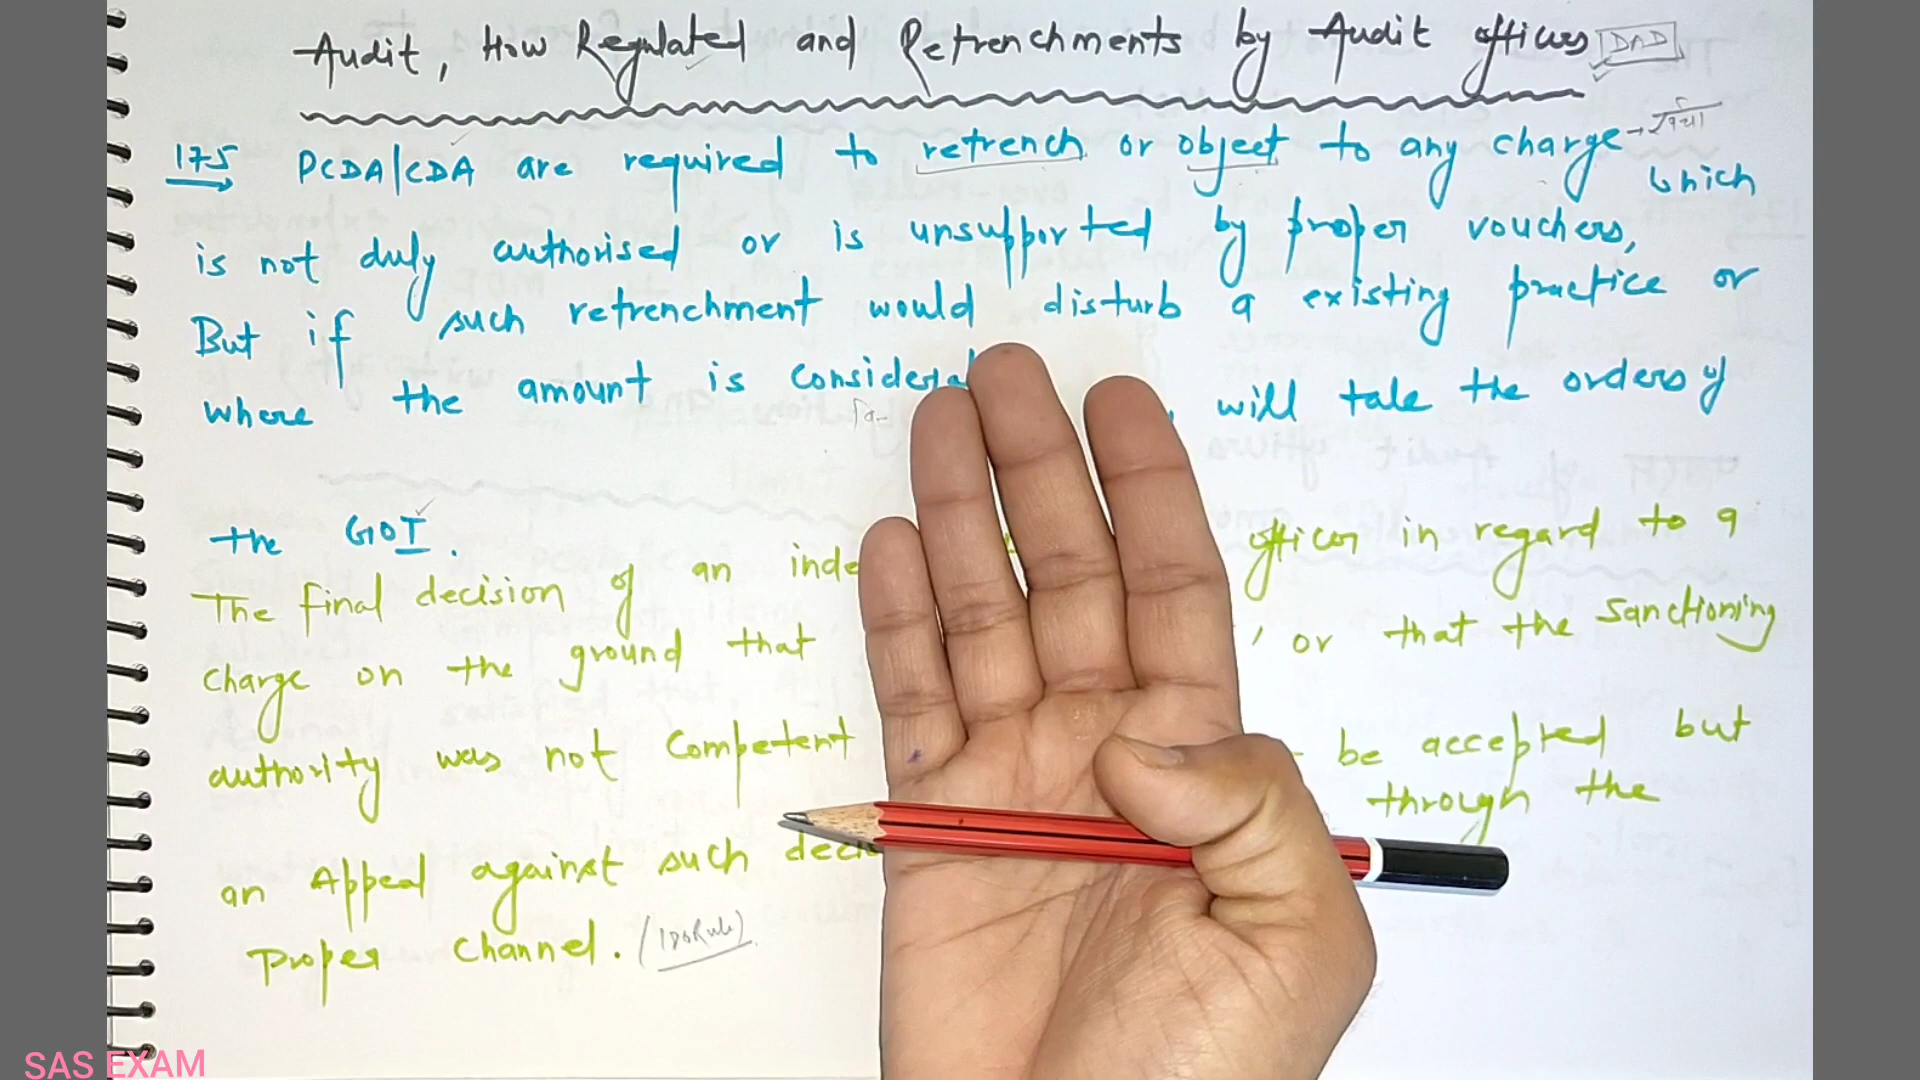 Audit, How Regulated and Retrenchments by Audit offices DAD
175 PCDA/CDA are required to retrench or object to any charge → which
is not duly authorised or is unsupported by proper vouchers,
But if such retrenchment would disturb a existing practice or
where the amount is will take the orders of
the GOI.
The final decision of an officer in regard to a
charge on the ground that or that the sanctioning
authority was not competent be accepted but
an Appeal against such through the
Proper channel. (180 Rule)
SAS EXAM